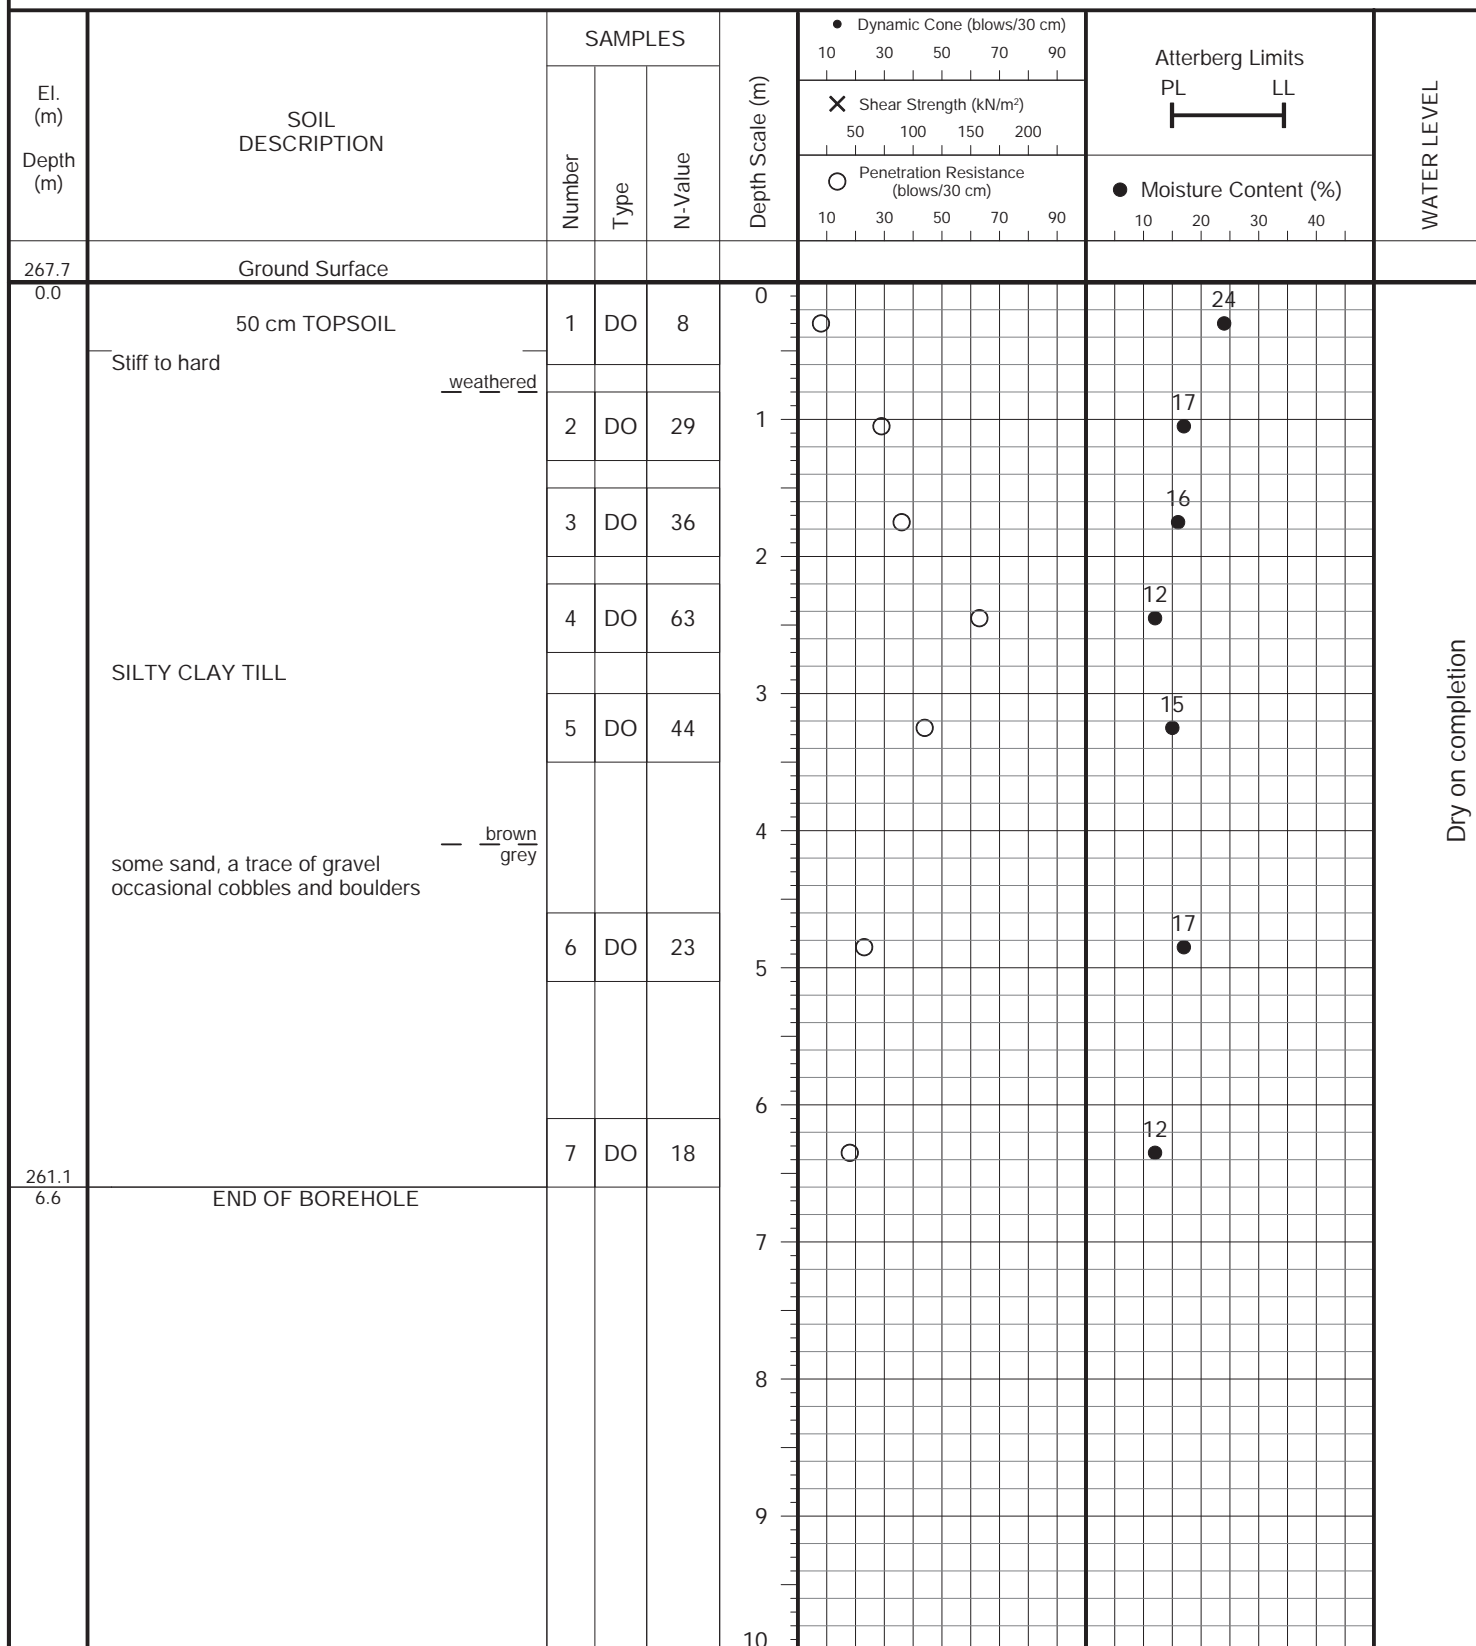 El.
(m)
Depth
(m)
SOIL
DESCRIPTION
SAMPLES
Number
Type
N-Value
Depth Scale (m)
● Dynamic Cone (blows/30 cm)
10 30 50 70 90
✕ Shear Strength (kN/m²)
50 100 150 200
○ Penetration Resistance
(blows/30 cm)
10 30 50 70 90
Atterberg Limits
PL LL
● Moisture Content (%)
10 20 30 40
WATER LEVEL
267.7 Ground Surface
0.0
0
24
50 cm TOPSOIL 1 DO 8
Stiff to hard
weathered
17
1
2 DO 29
16
3 DO 36
2
12
4 DO 63
SILTY CLAY TILL
3
15
5 DO 44
Dry on completion
4
brown
grey
some sand, a trace of gravel
occasional cobbles and boulders
17
6 DO 23
5
6
12
7 DO 18
261.1
6.6 END OF BOREHOLE
7
8
9
10